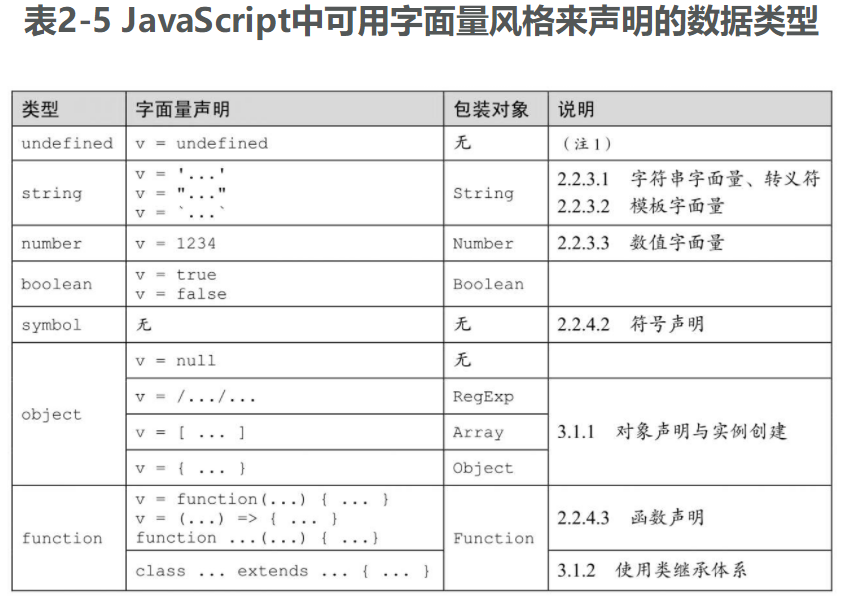 表2-5 JavaScript中可用字面量风格来声明的数据类型
类型 字面量声明 包装对象 说明
undefined v = undefined 无 (注1)
string v = '...' String 2.2.3.1 字符串字面量、转义符
v = "..."
v = `...` 2.2.3.2 模板字面量
number v = 1234 Number 2.2.3.3 数值字面量
boolean v = true Boolean
v = false
symbol 无 无 2.2.4.2 符号声明
object v = null 无
v = /.../... RegExp 3.1.1 对象声明与实例创建
v = [ ... ] Array
v = { ... } Object
function v = function(...) { ... } Function 2.2.4.3 函数声明
v = (...) => { ... }
function ...(...) { ...}
class ... extends ... { ... } 3.1.2 使用类继承体系